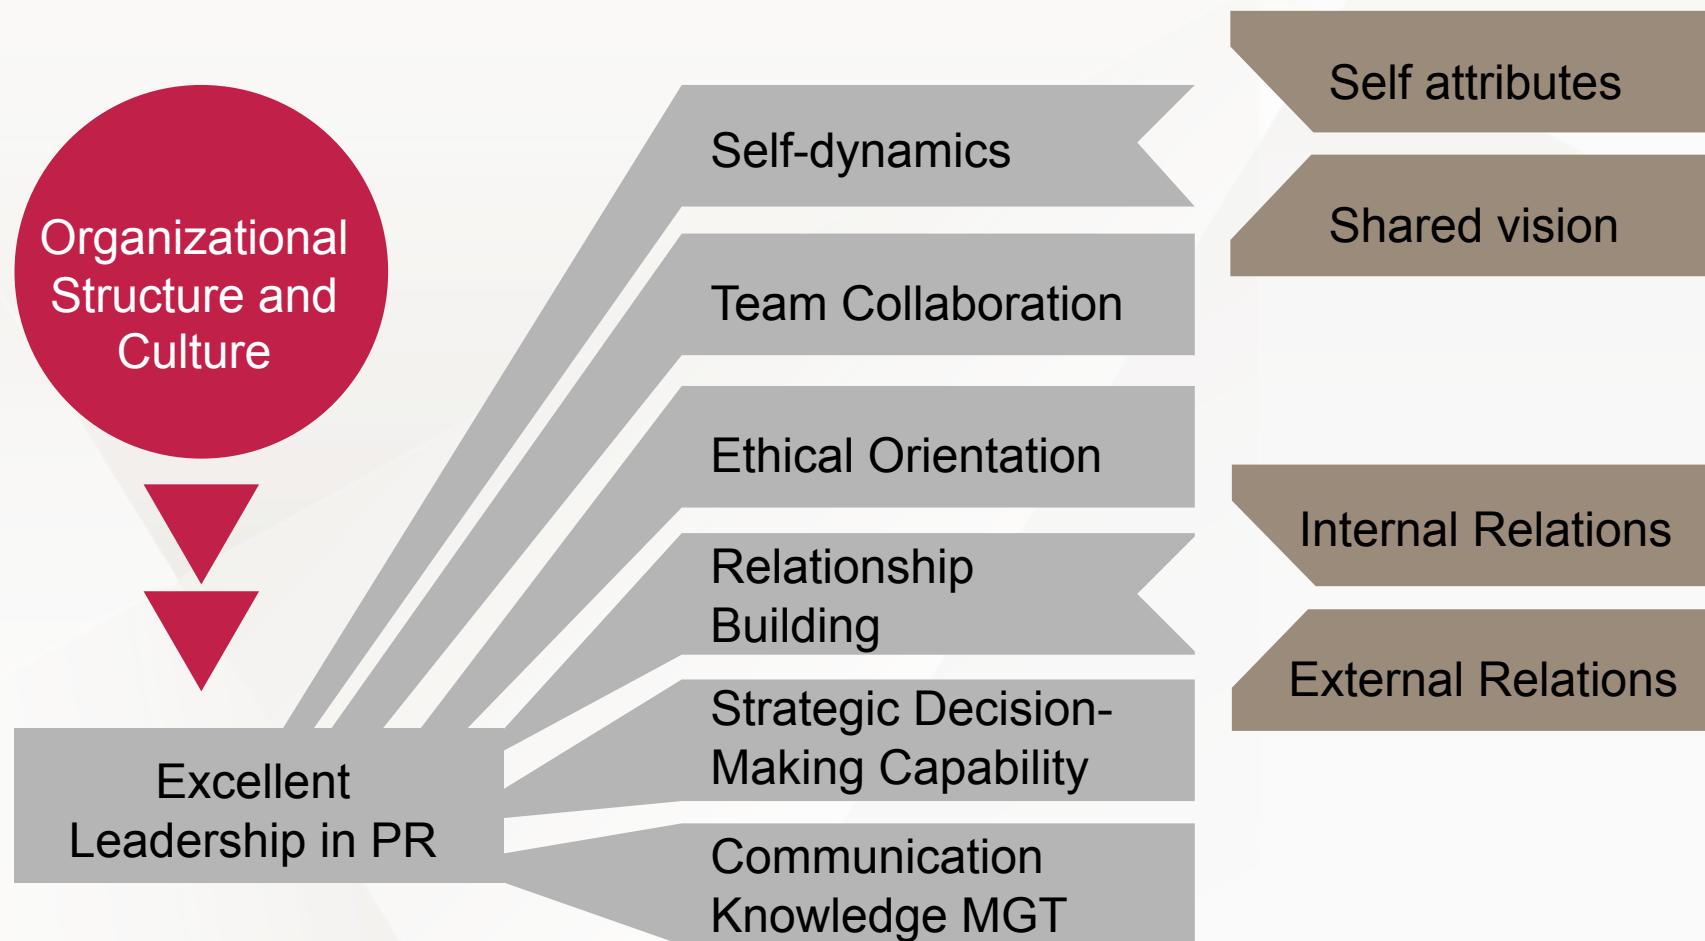 Organizational
Structure and
Culture
Excellent
Leadership in PR
Self-dynamics
Team Collaboration
Ethical Orientation
Relationship
Building
Strategic Decision-
Making Capability
Communication
Knowledge MGT
Self attributes
Shared vision
Internal Relations
External Relations